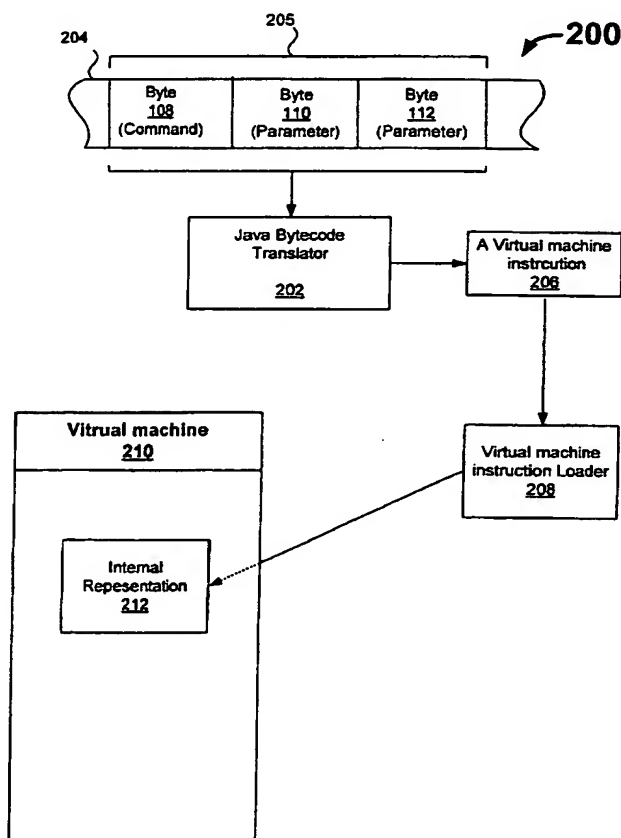 205
204
200
Byte
108
(Command)
Byte
110
(Parameter)
Byte
112
(Parameter)
Java Bytecode
Translator
202
A Virtual machine
instrcution
206
Vitrual machine
210
Virtual machine
instruction Loader
208
Internal
Repesentation
212